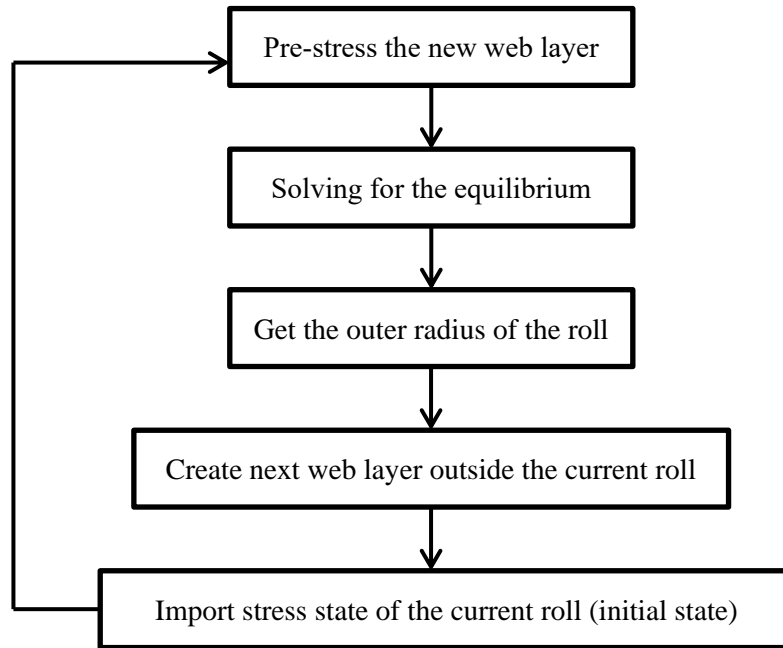 Pre-stress the new web layer
Solving for the equilibrium
Get the outer radius of the roll
Create next web layer outside the current roll
Import stress state of the current roll (initial state)